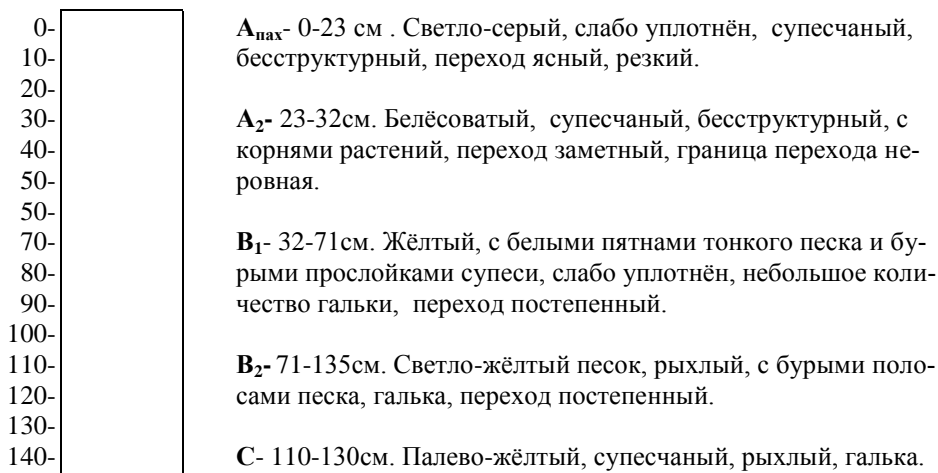 0-
10-
20-
30-
40-
50-
50-
70-
80-
90-
100-
110-
120-
130-
140-
Апах- 0-23 см . Светло-серый, слабо уплотнён, супесчаный,
бесструктурный, переход ясный, резкий.
А2- 23-32см. Белёсоватый, супесчаный, бесструктурный, с
корнями растений, переход заметный, граница перехода не-
ровная.
В1- 32-71см. Жёлтый, с белыми пятнами тонкого песка и бу-
рыми прослойками супеси, слабо уплотнён, небольшое коли-
чество гальки, переход постепенный.
В2- 71-135см. Светло-жёлтый песок, рыхлый, с бурыми поло-
сами песка, галька, переход постепенный.
С- 110-130см. Палево-жёлтый, супесчаный, рыхлый, галька.